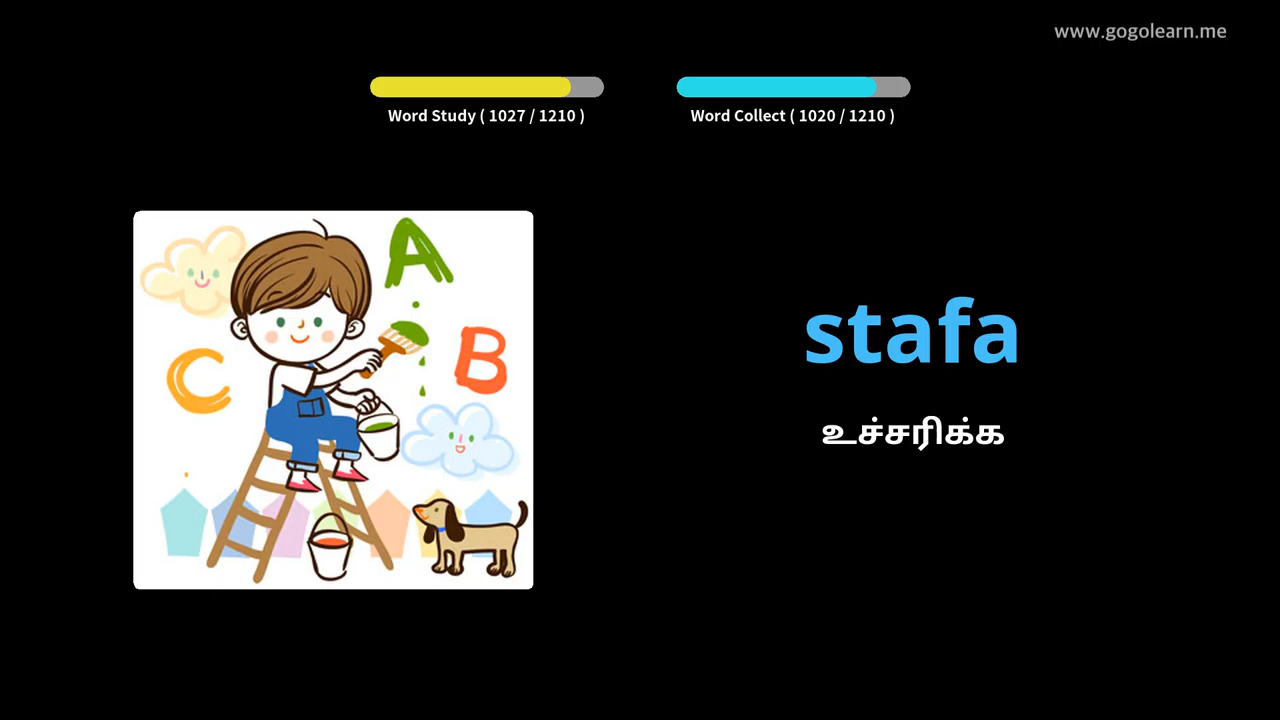 www.gogolearn.me
Word Study ( 1027 / 1210 )
Word Collect ( 1020 / 1210 )
A
B
C
stafa
உச்சரிக்க